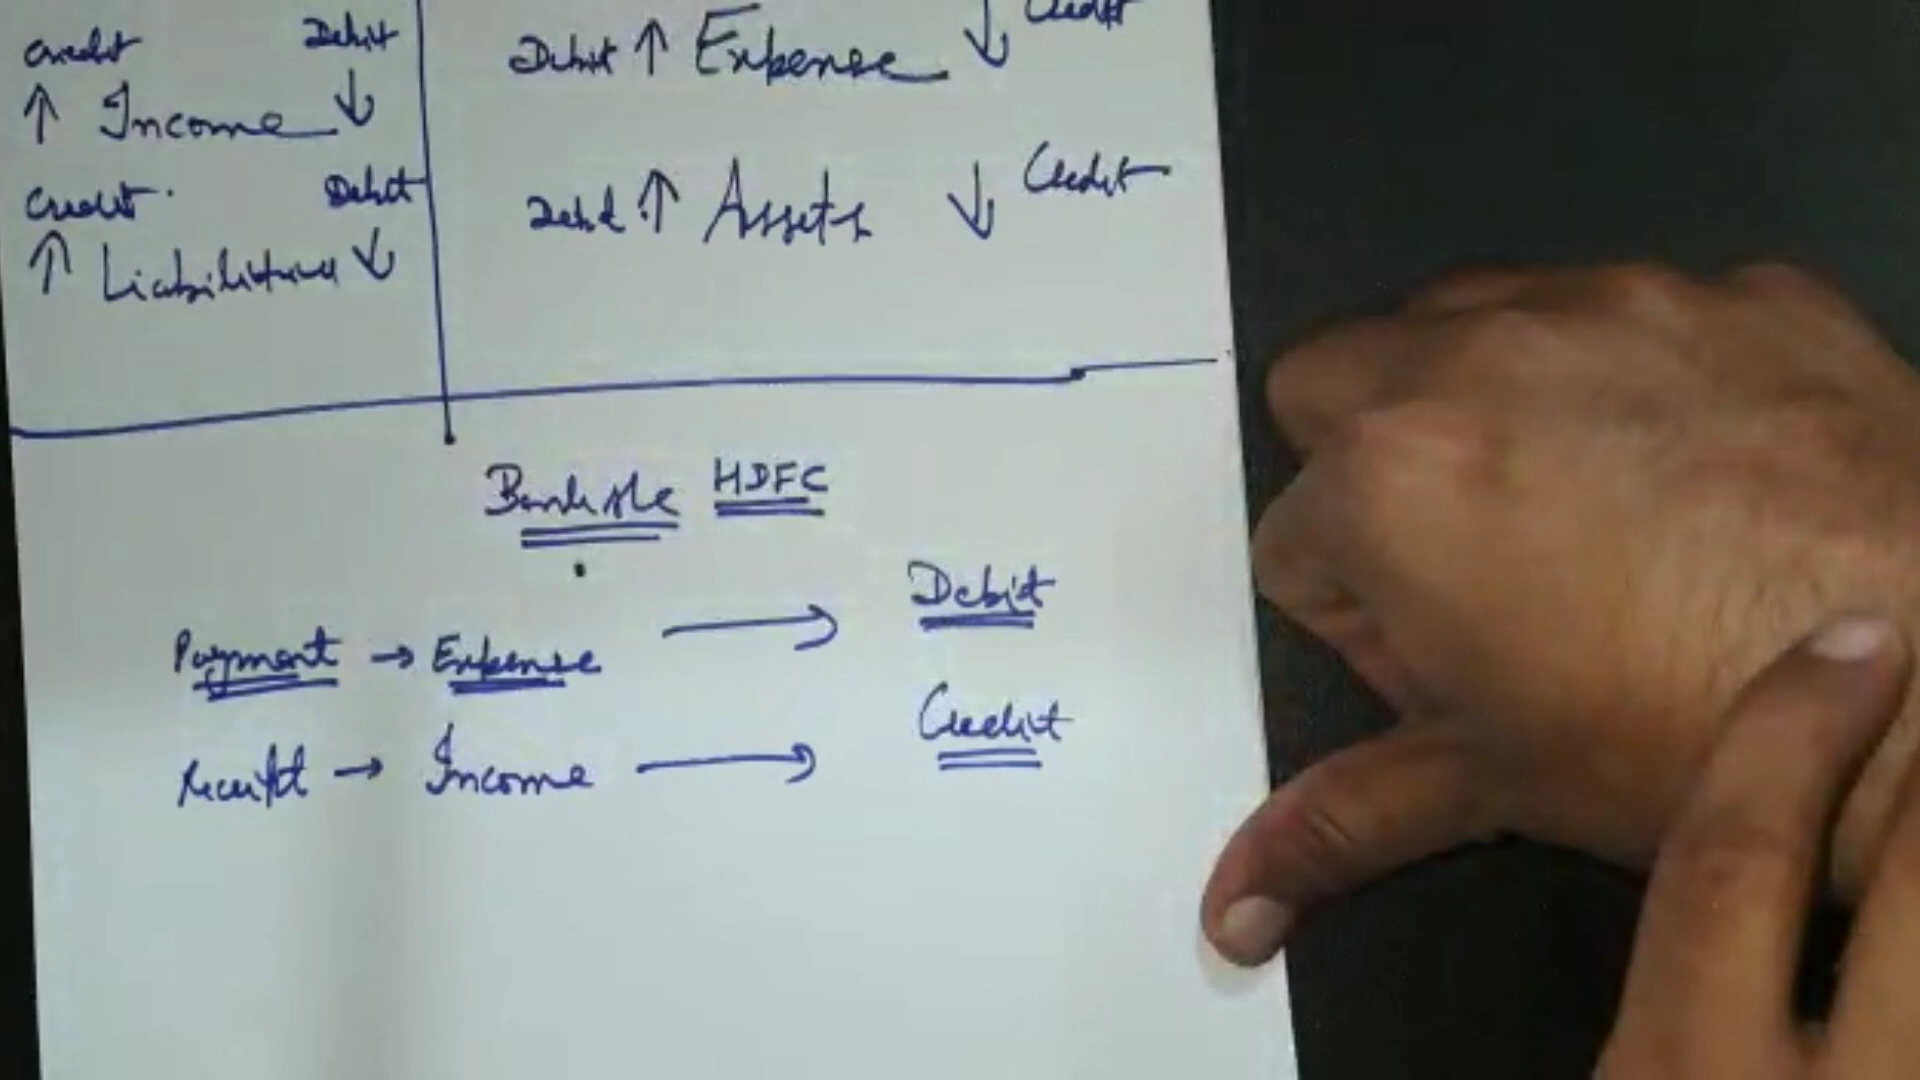 Credit Debit
↑ Income ↓
Credit Debit
↑ Liabilities ↓
Debit ↑ Expense ↓ Credit
Debit ↑ Assets ↓ Credit
Bank A/c HDFC
Payment → Expense → Debit
Receipt → Income → Credit